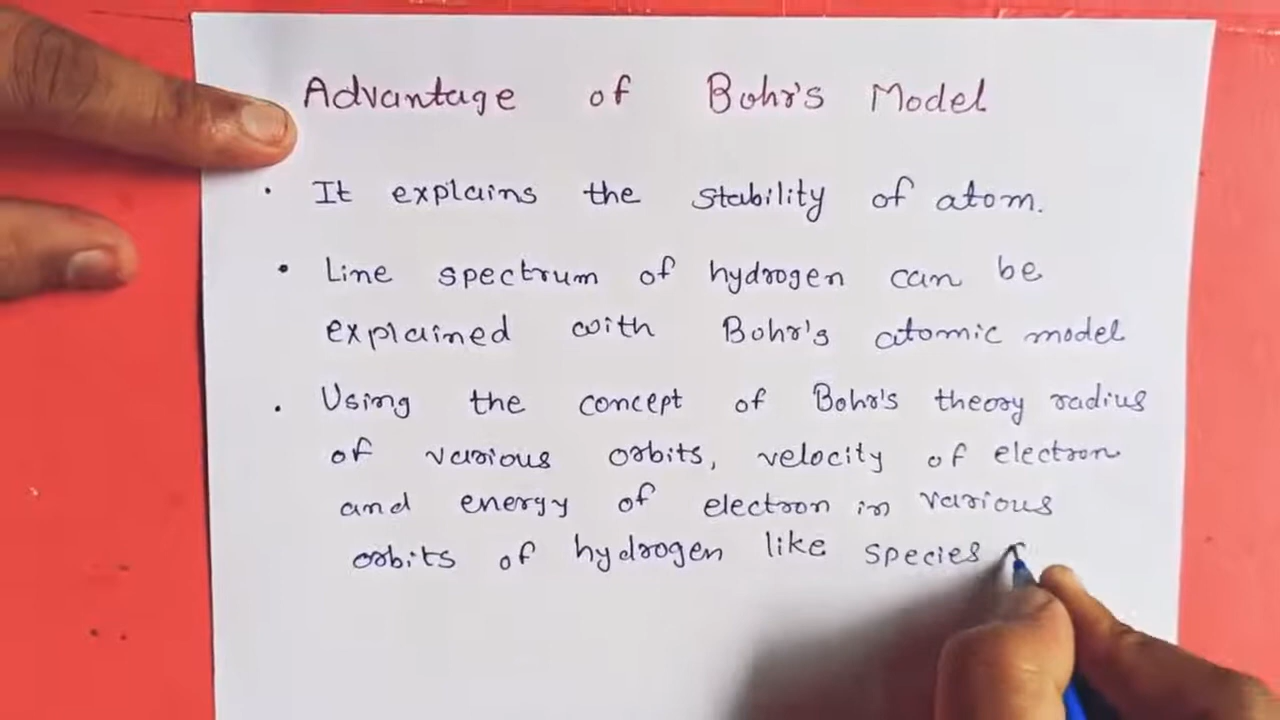 Advantage of Bohr's Model
• It explains the stability of atom.
• Line spectrum of hydrogen can be
explained with Bohr's atomic model
• Using the concept of Bohr's theory radius
of various orbits, velocity of electron
and energy of electron in various
orbits of hydrogen like species